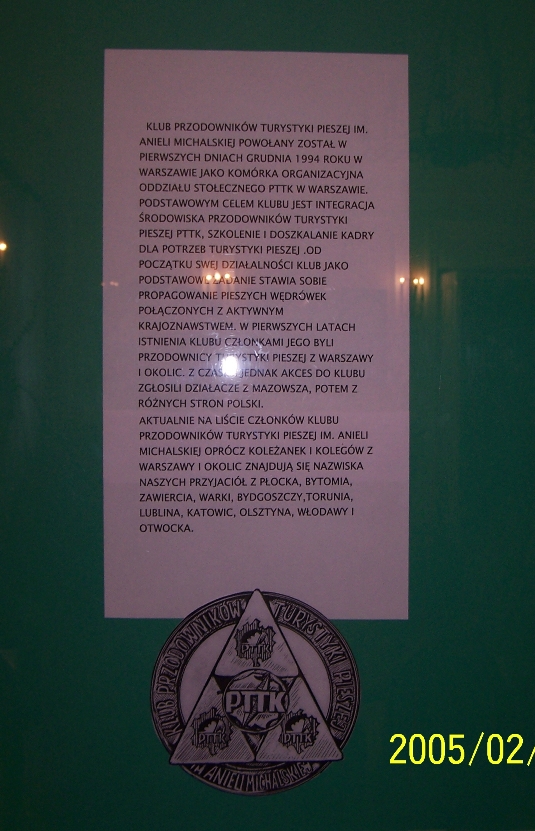 KLUB PRZODOWNIKÓW TURYSTYKI PIESZEJ IM.
ANIELI MICHALSKIEJ POWOŁANY ZOSTAŁ W
PIERWSZYCH DNIACH GRUDNIA 1994 ROKU W
WARSZAWIE JAKO KOMÓRKA ORGANIZACYJNA
ODDZIAŁU STOŁECZNEGO PTTK W WARSZAWIE.
PODSTAWOWYM CELEM KLUBU JEST INTEGRACJA
ŚRODOWISKA PRZODOWNIKÓW TURYSTYKI
PIESZEJ PTTK, SZKOLENIE I DOSZKALANIE KADRY
DLA POTRZEB TURYSTYKI PIESZEJ .OD
POCZĄTKU SWEJ DZIAŁALNOŚCI KLUB JAKO
PODSTAWOWE ZADANIE STAWIA SOBIE
PROPAGOWANIE PIESZYCH WĘDRÓWEK
POŁĄCZONYCH Z AKTYWNYM
KRAJOZNAWSTWEM. W PIERWSZYCH LATACH
ISTNIENIA KLUBU CZŁONKAMI JEGO BYLI
PRZODOWNICY TURYSTYKI PIESZEJ Z WARSZAWY
I OKOLIC. Z JEDNAK AKCES DO KLUBU
ZGŁOSILI DZIAŁACZE Z MAZOWSZA, POTEM Z
RÓŻNYCH STRON POLSKI.
AKTUALNIE NA LIŚCIE CZŁONKÓW KLUBU
PRZODOWNIKÓW TURYSTYKI PIESZEJ IM. ANIELI
MICHALSKIEJ OPRÓCZ KOLEŻANEK I KOLEGÓW Z
WARSZAWY I OKOLIC ZNAJDUJĄ SIĘ NAZWISKA
NASZYCH PRZYJACIÓŁ Z PŁOCKA, BYTOMIA,
ZAWIERCIA, WARKI, BYDGOSZCZY,TORUNIA,
LUBLINA, KATOWIC, OLSZTYNA, WŁODAWY I
OTWOCKA.
KLUB PRZODOWNIKÓW TURYSTYKI PIESZEJ
PTTK
PTTK
PTTK
ANIELI MICHALSKIEJ
2005/02/